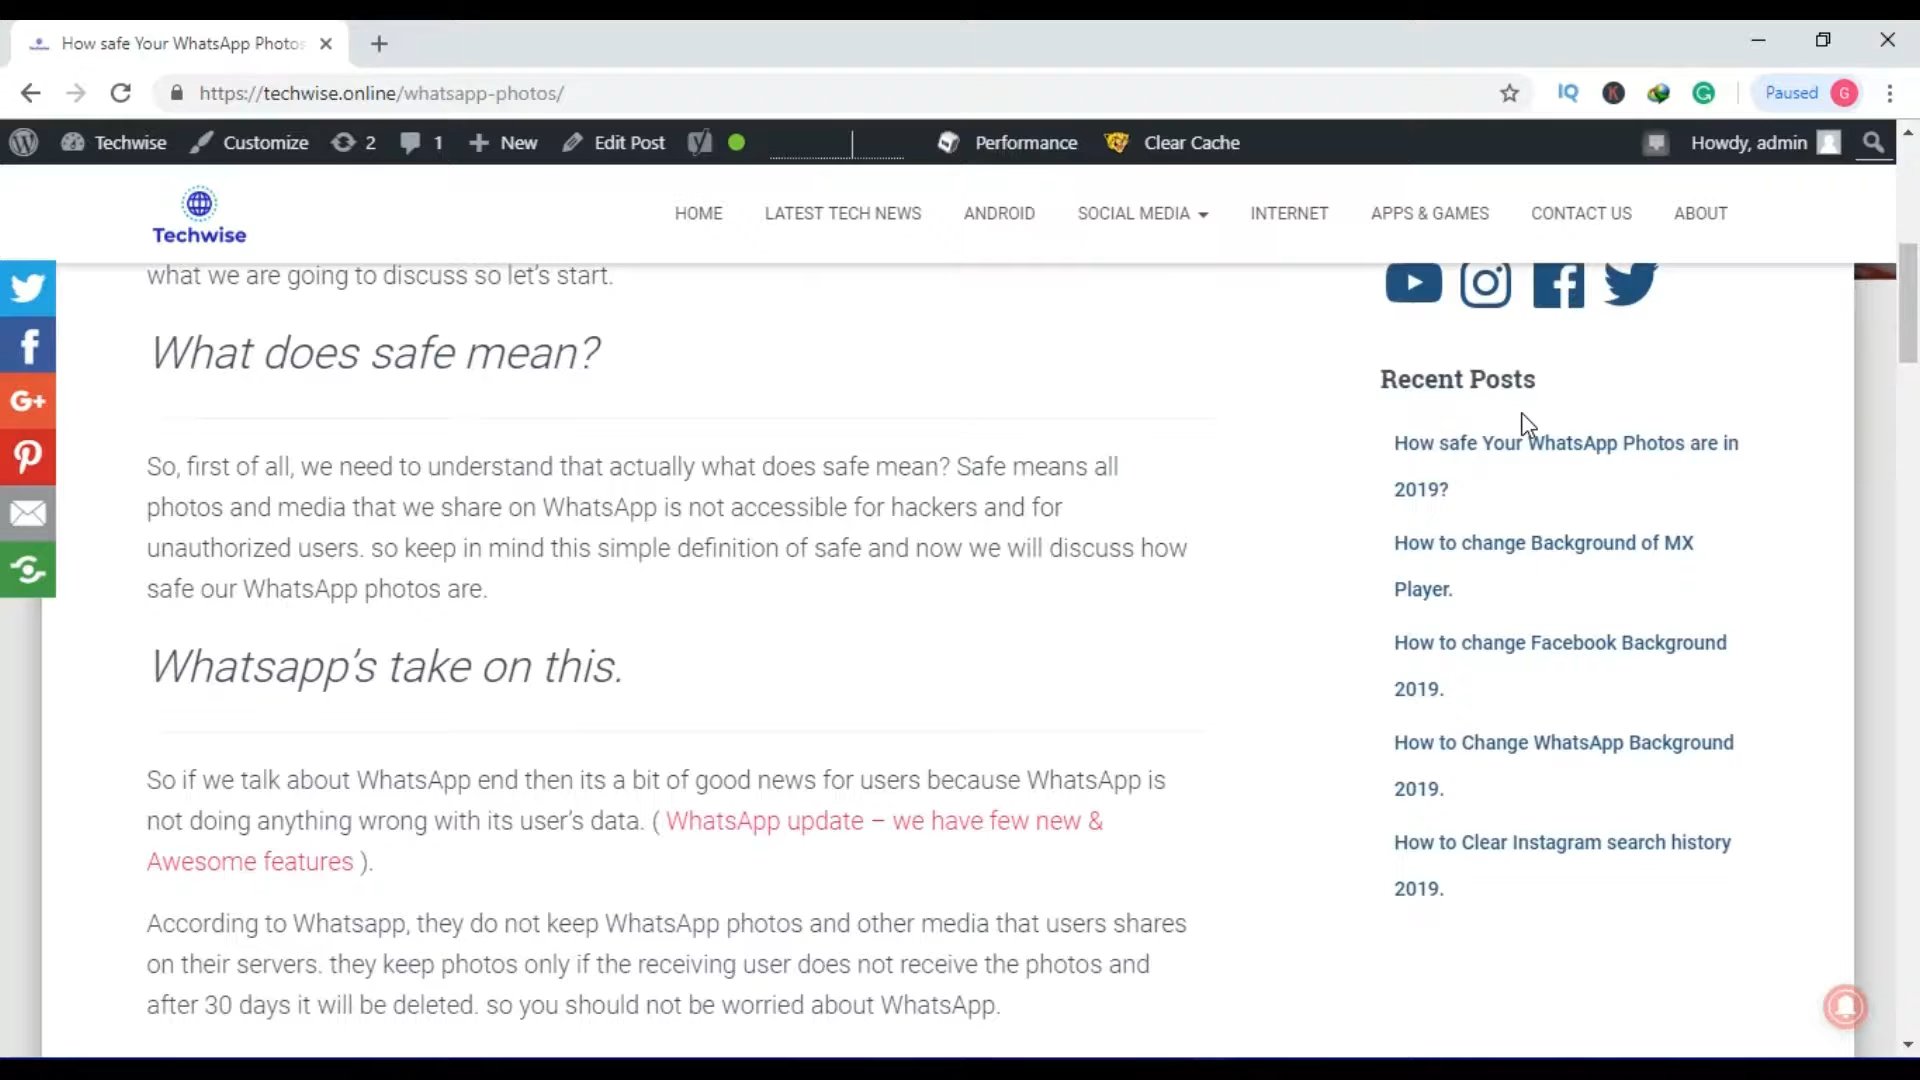 How safe Your WhatsApp Photos
https://techwise.online/whatsapp-photos/
IQ
K
G
Paused
G
Techwise
Customize
2
1
New
Edit Post
Performance
Clear Cache
Howdy, admin
Techwise
HOME
LATEST TECH NEWS
ANDROID
SOCIAL MEDIA
INTERNET
APPS & GAMES
CONTACT US
ABOUT
what we are going to discuss so let's start.
What does safe mean?
So, first of all, we need to understand that actually what does safe mean? Safe means all
photos and media that we share on WhatsApp is not accessible for hackers and for
unauthorized users. so keep in mind this simple definition of safe and now we will discuss how
safe our WhatsApp photos are.
Whatsapp's take on this.
So if we talk about WhatsApp end then its a bit of good news for users because WhatsApp is
not doing anything wrong with its user's data. ( WhatsApp update – we have few new &
Awesome features ).
According to Whatsapp, they do not keep WhatsApp photos and other media that users shares
on their servers. they keep photos only if the receiving user does not receive the photos and
after 30 days it will be deleted. so you should not be worried about WhatsApp.
G+
Recent Posts
How safe Your WhatsApp Photos are in
2019?
How to change Background of MX
Player.
How to change Facebook Background
2019.
How to Change WhatsApp Background
2019.
How to Clear Instagram search history
2019.